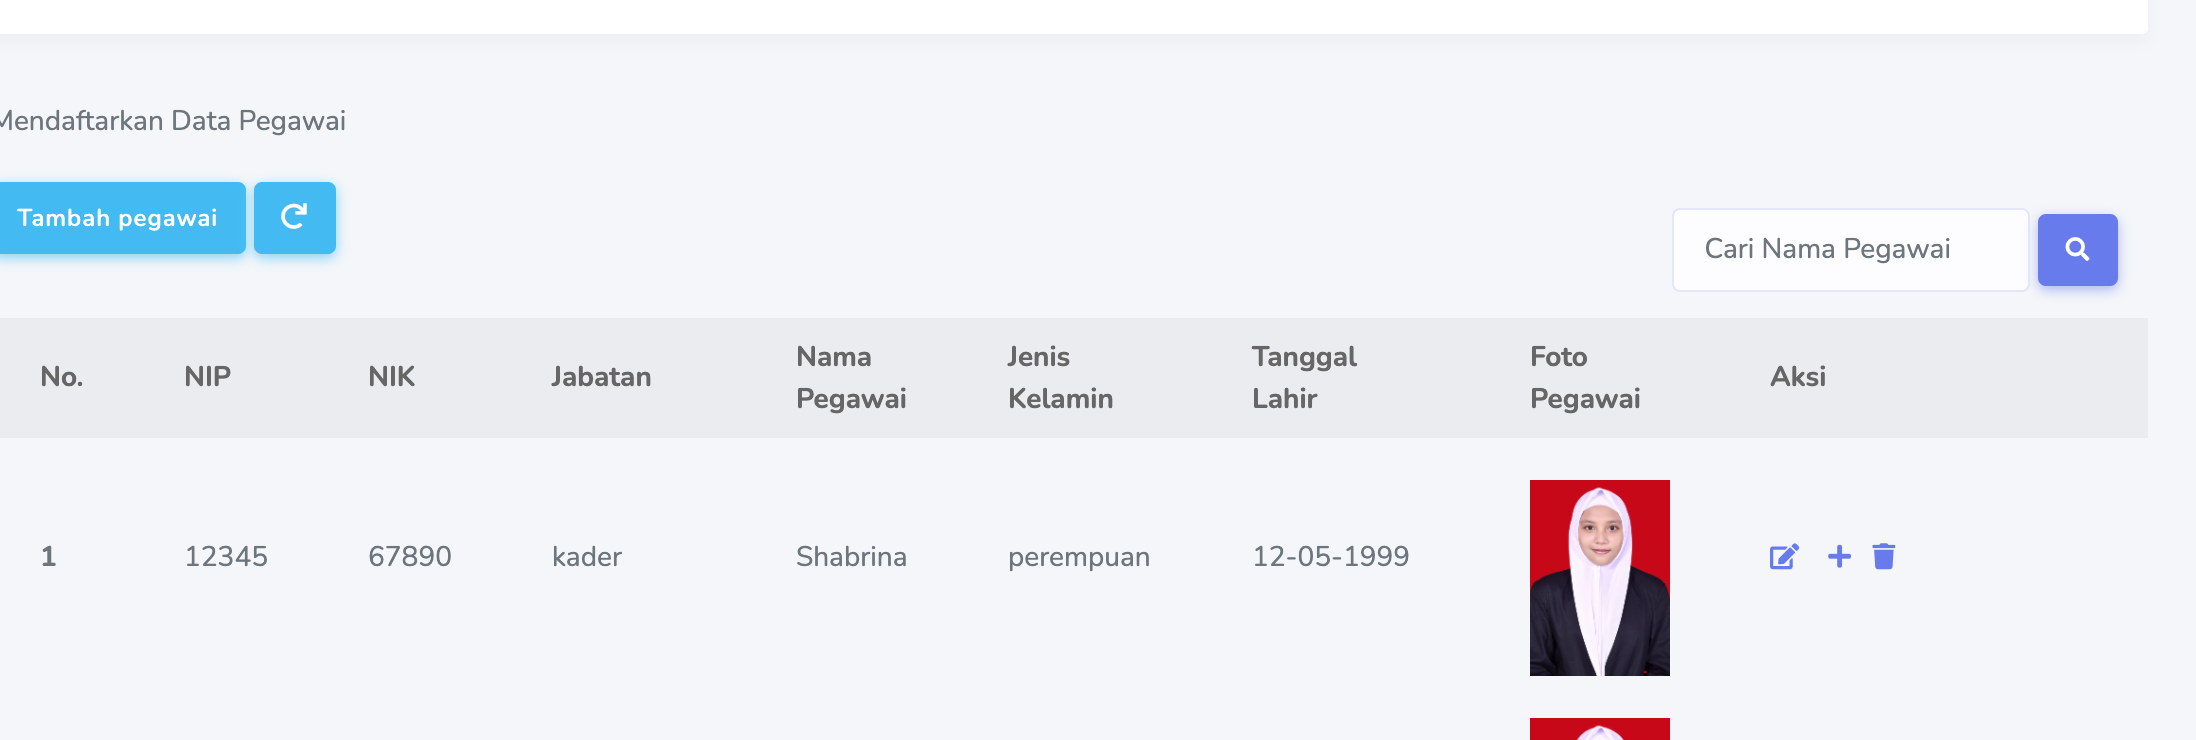 Mendaftarkan Data Pegawai
Tambah pegawai
Cari Nama Pegawai
No. NIP NIK Jabatan Nama Pegawai Jenis Kelamin Tanggal Lahir Foto Pegawai Aksi
1 12345 67890 kader Shabrina perempuan 12-05-1999